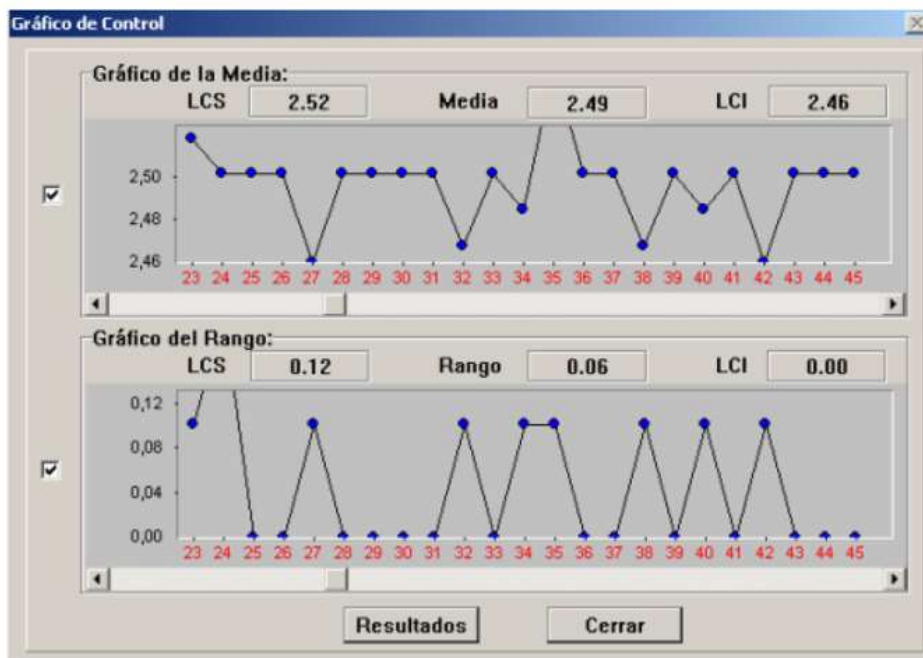 Gráfico de Control
Gráfico de la Media:
LCS 2.52 Media 2.49 LCI 2.46
2,50
2,48
2,46
23 24 25 26 27 28 29 30 31 32 33 34 35 36 37 38 39 40 41 42 43 44 45
Gráfico del Rango:
LCS 0.12 Rango 0.06 LCI 0.00
0,12
0,08
0,04
0,00
23 24 25 26 27 28 29 30 31 32 33 34 35 36 37 38 39 40 41 42 43 44 45
Resultados Cerrar